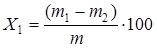 X₁ = (m₁ − m₂) / m · 100